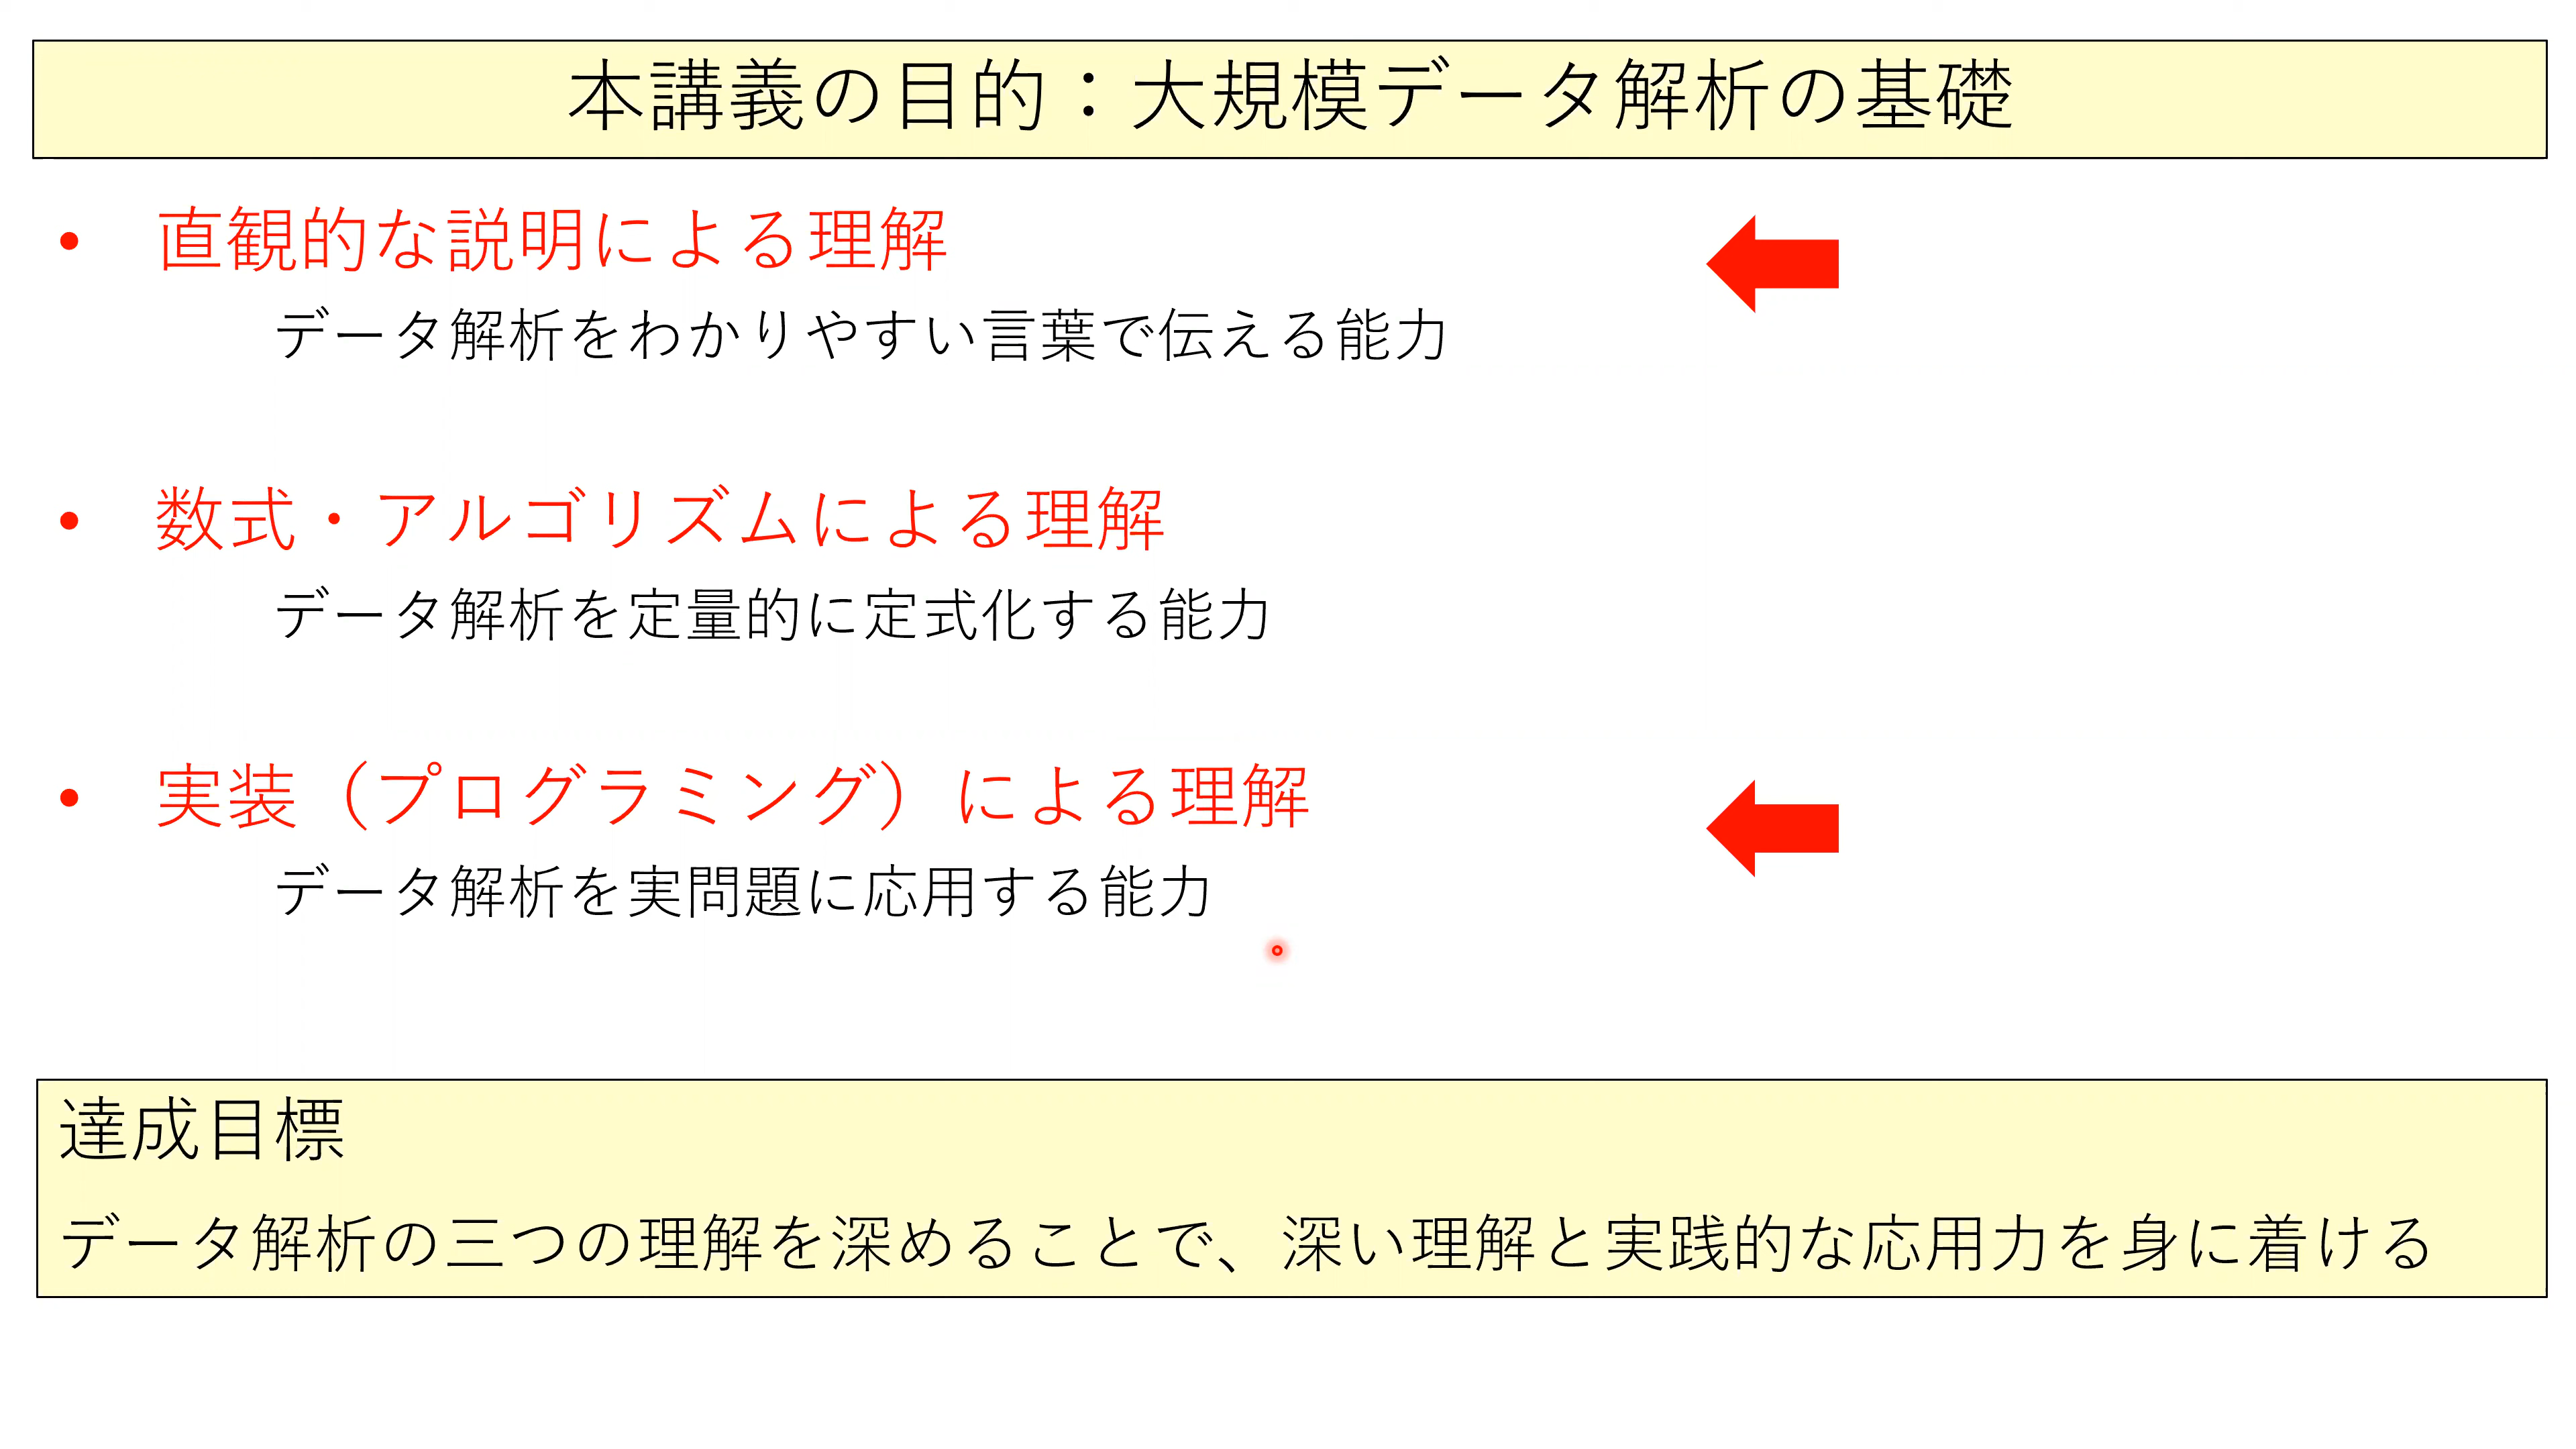 本講義の目的：大規模データ解析の基礎
• 直観的な説明による理解
データ解析をわかりやすい言葉で伝える能力
• 数式・アルゴリズムによる理解
データ解析を定量的に定式化する能力
• 実装（プログラミング）による理解
データ解析を実問題に応用する能力
達成目標
データ解析の三つの理解を深めることで、深い理解と実践的な応用力を身に着ける